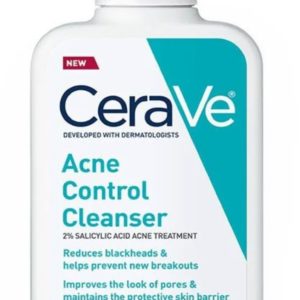 NEW
CeraVe®
DEVELOPED WITH DERMATOLOGISTS
Acne
Control
Cleanser
2% SALICYLIC ACID ACNE TREATMENT
Reduces blackheads &
helps prevent new breakouts
Improves the look of pores &
maintains the protective skin barrier